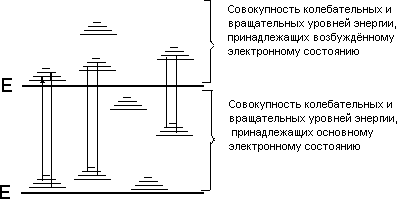 Совокупность колебательных и
вращательных уровней энергии,
принадлежащих возбуждённому
электронному состоянию
E
Совокупность колебательных и
вращательных уровней энергии,
принадлежащих основному
электронному состоянию
E